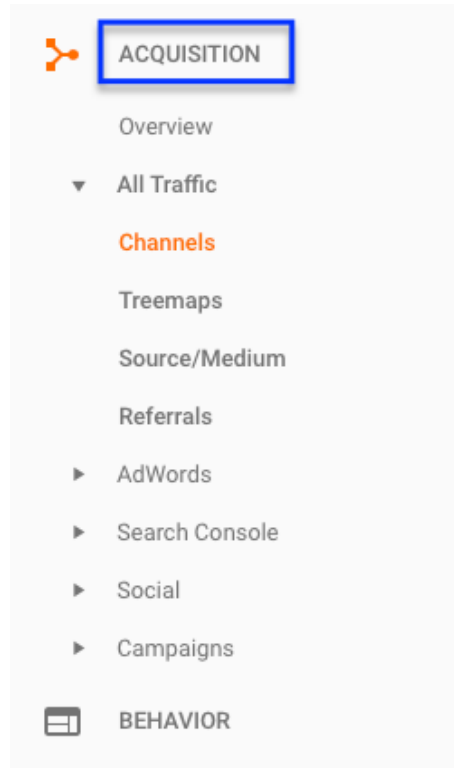 ACQUISITION
Overview
All Traffic
Channels
Treemaps
Source/Medium
Referrals
AdWords
Search Console
Social
Campaigns
BEHAVIOR